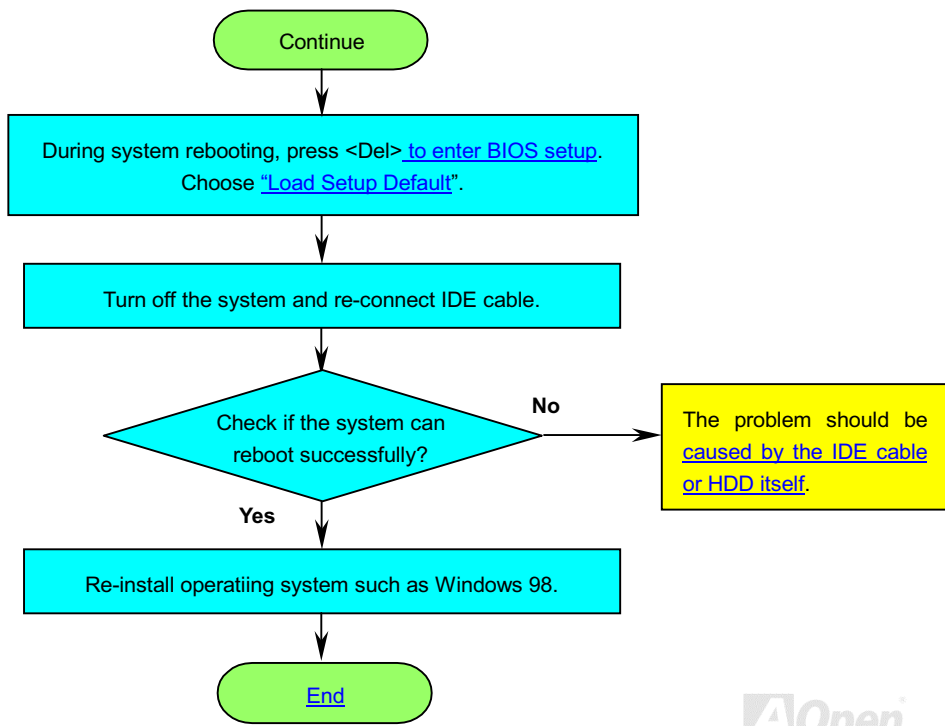 Continue
During system rebooting, press <Del> to enter BIOS setup.
Choose “Load Setup Default”.
Turn off the system and re-connect IDE cable.
Check if the system can
reboot successfully?
No
The problem should be
caused by the IDE cable
or HDD itself.
Yes
Re-install operatiing system such as Windows 98.
End
AOpen